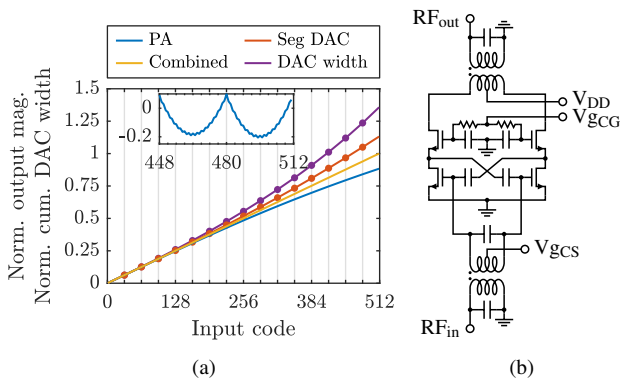 PA
Seg DAC
Combined
DAC width
Norm. output mag.
Norm. cum. DAC width
1.5
1.25
1
0.75
0.5
0.25
0
0
-0.2
448
480
512
0
128
256
384
512
Input code
(a)
RFout
VDD
VgCG
VgCS
RFin
(b)